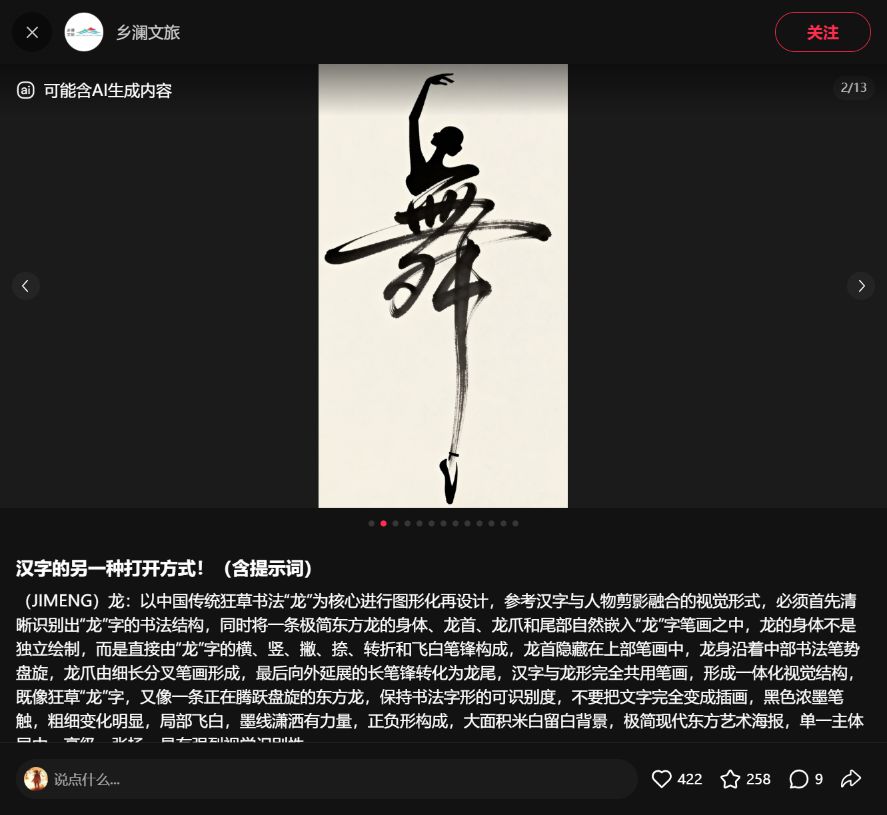 乡澜文旅
关注
ai 可能含AI生成内容
2/13
舞
汉字的另一种打开方式！（含提示词）
（JIMENG）龙：以中国传统狂草书法“龙”为核心进行图形化再设计，参考汉字与人物剪影融合的视觉形式，必须首先清
晰识别出“龙”字的书法结构，同时将一条极简东方龙的身体、龙首、龙爪和尾部自然嵌入“龙”字笔画之中，龙的身体不是
独立绘制，而是直接由“龙”字的横、竖、撇、捺、转折和飞白笔锋构成，龙首隐藏在上部笔画中，龙身沿着中部书法笔势
盘旋，龙爪由细长分叉笔画形成，最后向外延展的长笔锋转化为龙尾，汉字与龙形完全共用笔画，形成一体化视觉结构，
既像狂草“龙”字，又像一条正在腾跃盘旋的东方龙，保持书法字形的可识别度，不要把文字完全变成插画，黑色浓墨笔
触，粗细变化明显，局部飞白，墨线潇洒有力量，正负形构成，大面积米白留白背景，极简现代东方艺术海报，单一主体
说点什么...
422
258
9